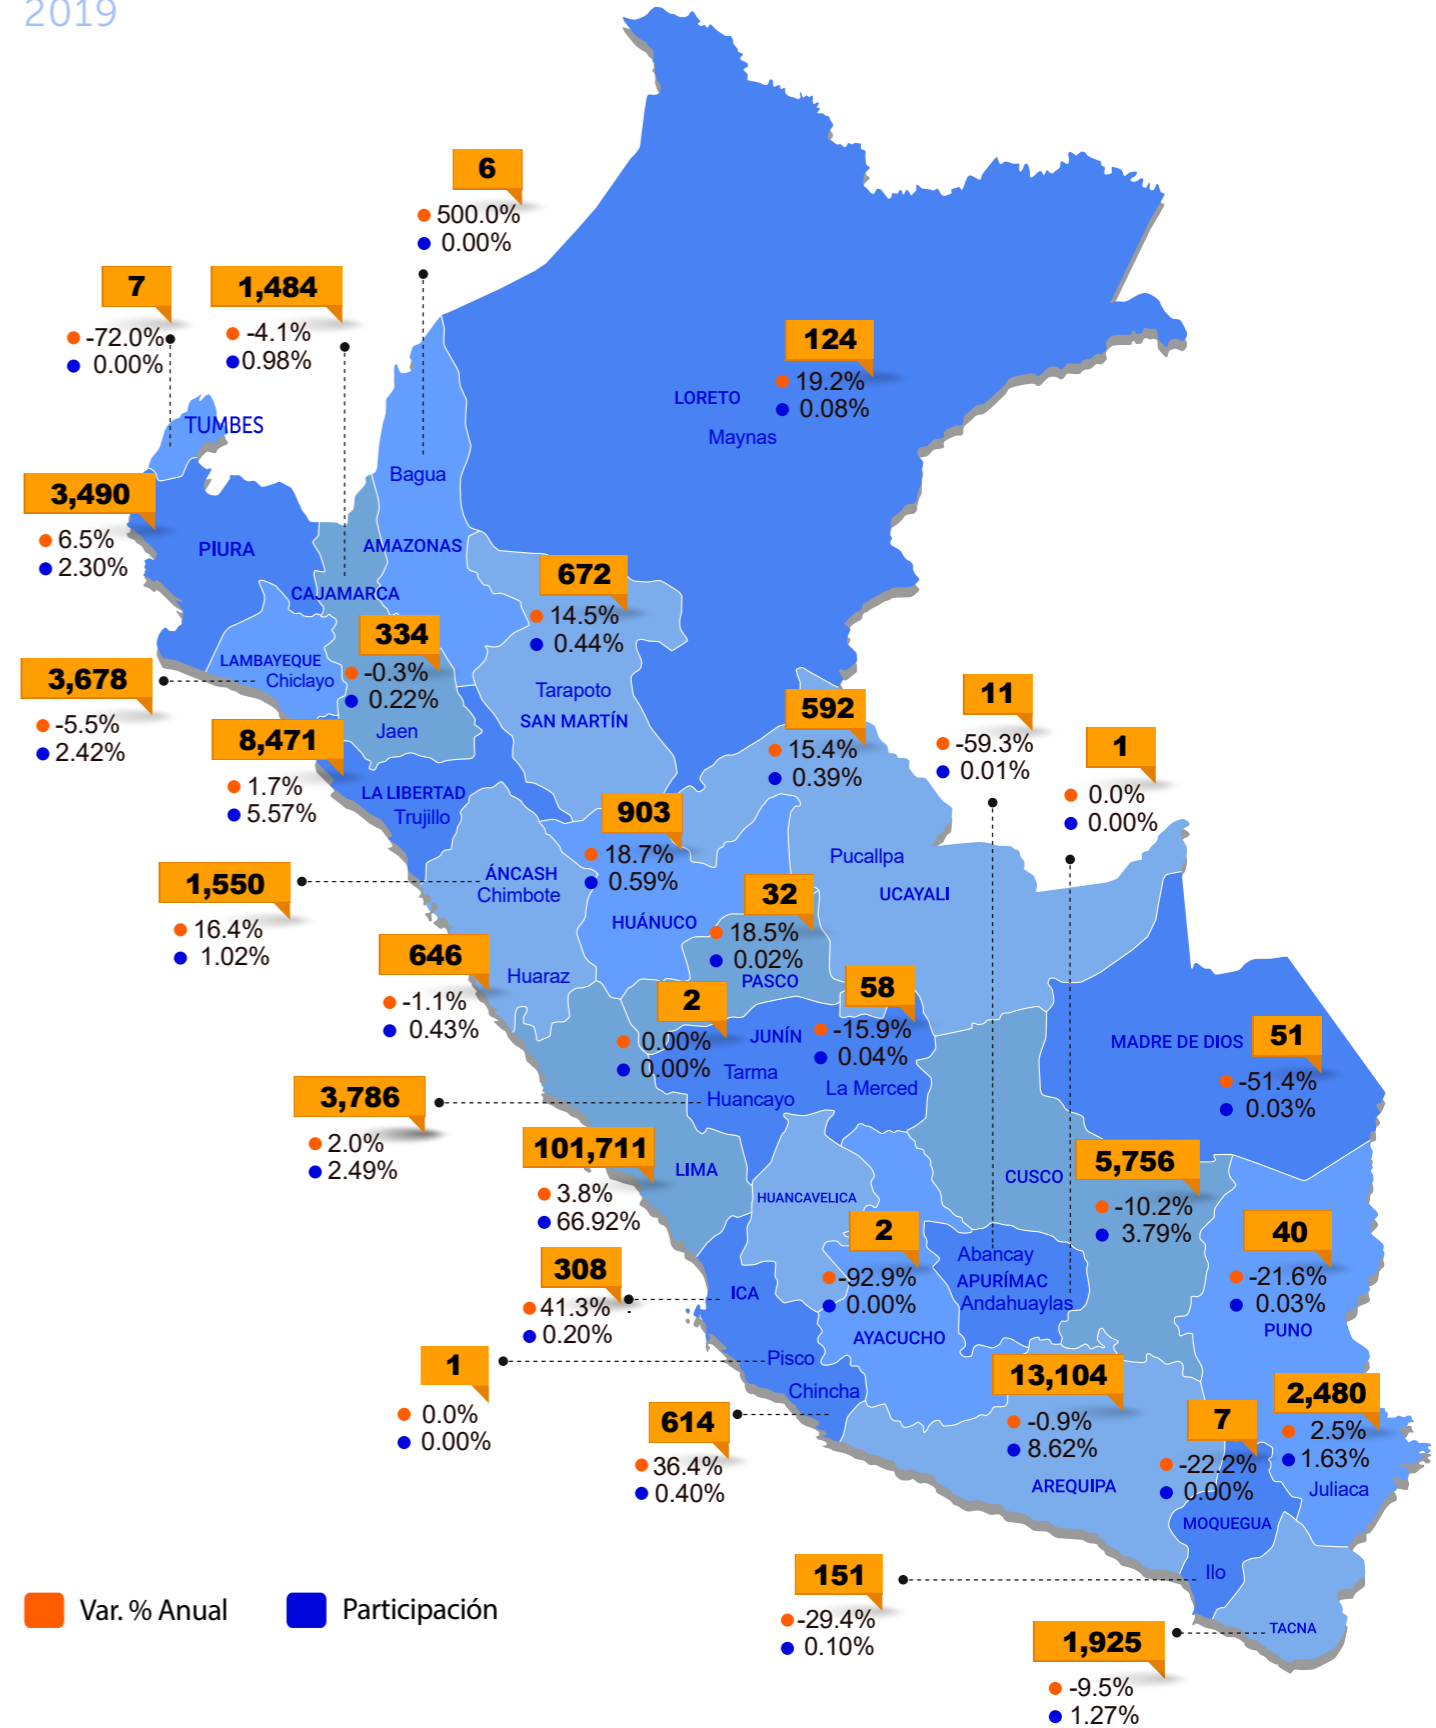 2019
6
500.0%
0.00%
7
-72.0%
0.00%
1,484
-4.1%
0.98%
124
19.2%
0.08%
LORETO
Maynas
TUMBES
Bagua
3,490
6.5%
2.30%
PIURA
AMAZONAS
CAJAMARCA
672
14.5%
0.44%
334
-0.3%
0.22%
Jaen
LAMBAYEQUE
Chiclayo
3,678
-5.5%
2.42%
Tarapoto
SAN MARTÍN
592
15.4%
0.39%
11
-59.3%
0.01%
1
0.0%
0.00%
8,471
1.7%
5.57%
LA LIBERTAD
Trujillo
903
18.7%
0.59%
Pucallpa
UCAYALI
ÁNCASH
Chimbote
1,550
16.4%
1.02%
HUÁNUCO
32
18.5%
0.02%
PASCO
646
-1.1%
0.43%
Huaraz
2
0.00%
0.00%
JUNÍN
Tarma
Huancayo
58
-15.9%
0.04%
La Merced
MADRE DE DIOS
51
-51.4%
0.03%
3,786
2.0%
2.49%
101,711
3.8%
66.92%
LIMA
HUANCAVELICA
CUSCO
5,756
-10.2%
3.79%
2
-92.9%
0.00%
AYACUCHO
Abancay
APURÍMAC
Andahuaylas
40
-21.6%
0.03%
PUNO
308
41.3%
0.20%
ICA
1
0.0%
0.00%
Pisco
Chincha
614
36.4%
0.40%
13,104
-0.9%
8.62%
AREQUIPA
7
-22.2%
0.00%
MOQUEGUA
2,480
2.5%
1.63%
Juliaca
151
-29.4%
0.10%
Ilo
1,925
-9.5%
1.27%
TACNA
Var. % Anual
Participación